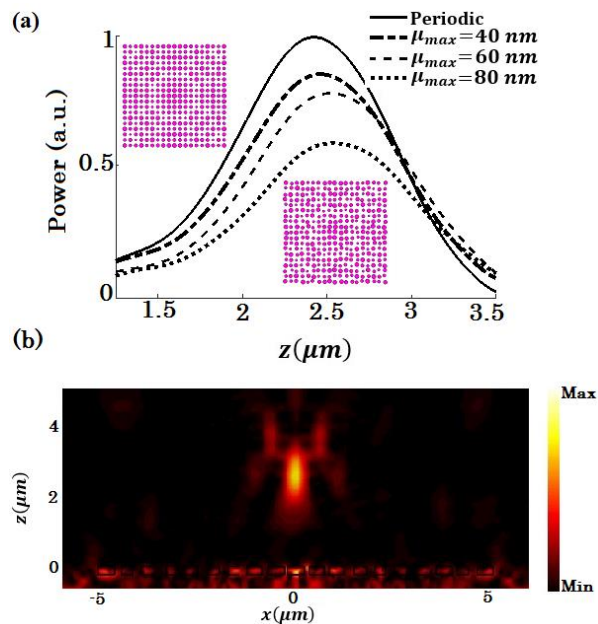 (a)
Periodic
μmax=40 nm
μmax=60 nm
μmax=80 nm
Power (a.u.)
1
0.5
0
1.5 2 2.5 3 3.5
z(μm)
(b)
z(μm)
4
2
0
-5 0 5
x(μm)
Max
Min